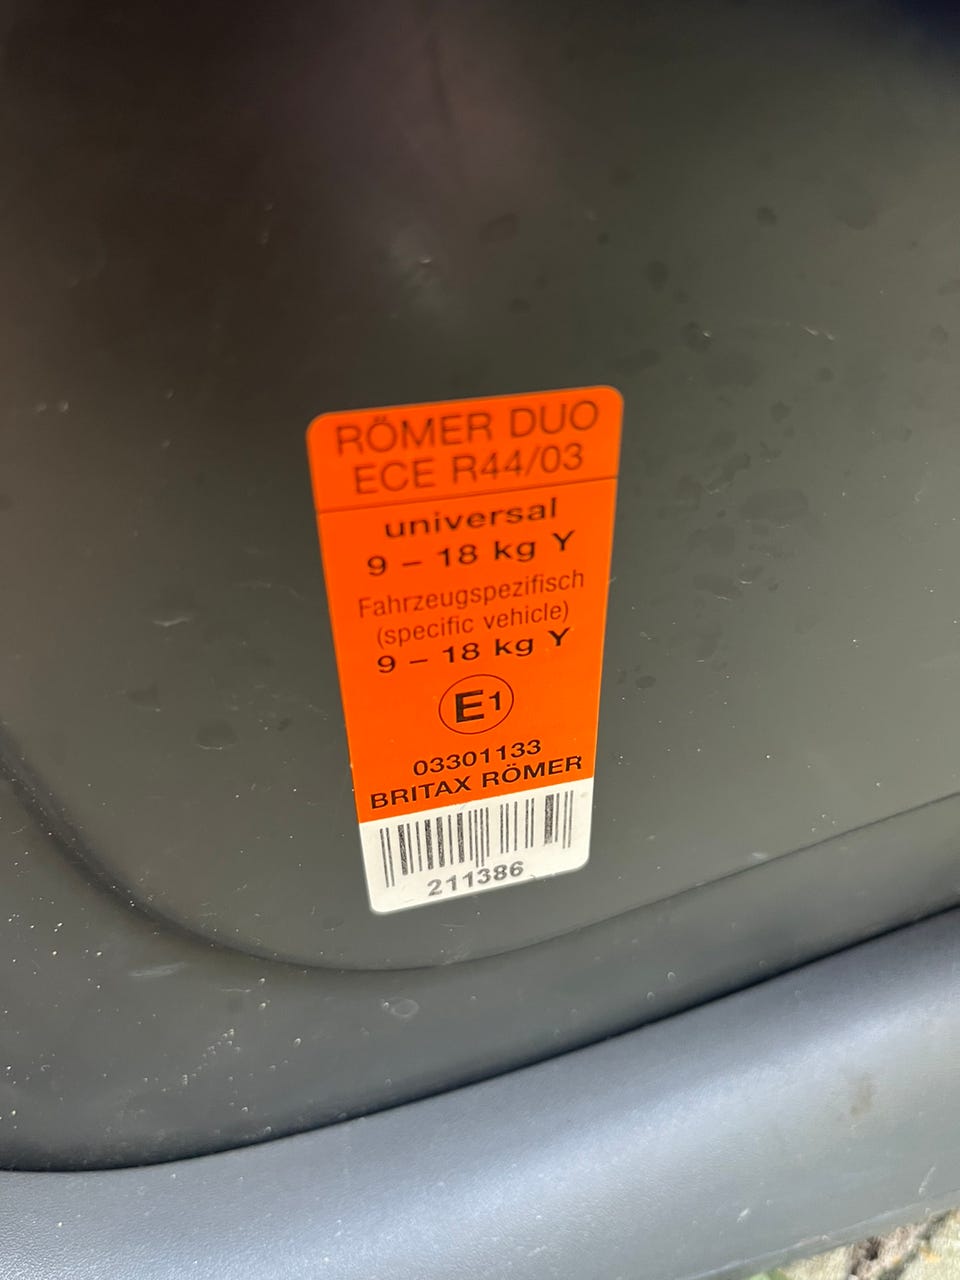 RÖMER DUO
ECE R44/03
universal
9 – 18 kg Y
Fahrzeugspezifisch
(specific vehicle)
9 – 18 kg Y
E1
03301133
BRITAX RÖMER
211386